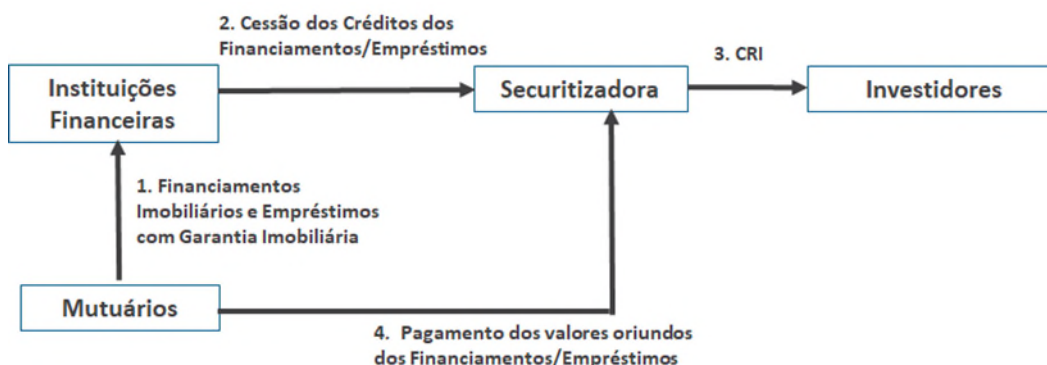 2. Cessão dos Créditos dos
Financiamentos/Empréstimos
3. CRI
Instituições
Financeiras
Securitizadora
Investidores
1. Financiamentos
Imobiliários e Empréstimos
com Garantia Imobiliária
Mutuários
4. Pagamento dos valores oriundos
dos Financiamentos/Empréstimos